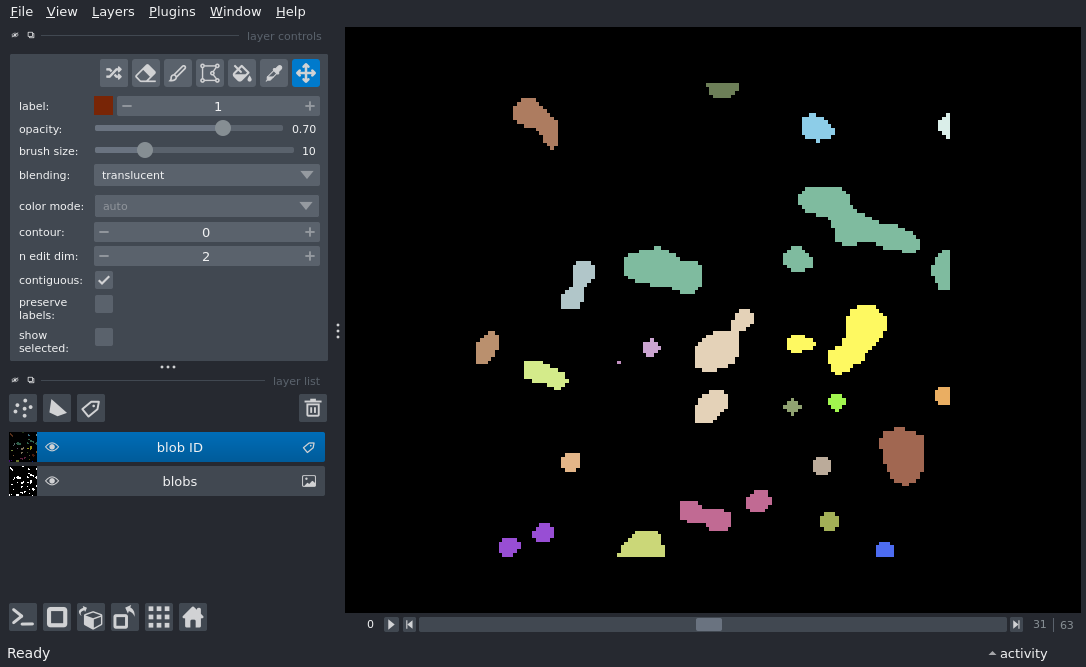 File View Layers Plugins Window Help
layer controls
label: 1
opacity: 0.70
brush size: 10
blending: translucent
color mode: auto
contour: 0
n edit dim: 2
contiguous:
preserve
labels:
show
selected:
layer list
blob ID
blobs
0 31 | 63
Ready activity